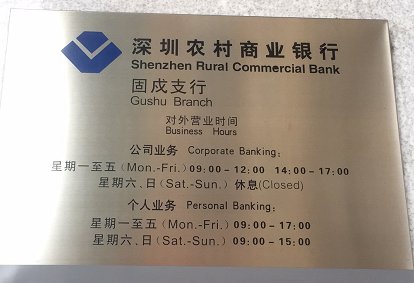 深圳农村商业银行
Shenzhen Rural Commercial Bank
固戍支行
Gushu Branch
对外营业时间
Business Hours
公司业务 Corporate Banking:
星期一至五(Mon.-Fri.) 09:00-12:00 14:00-17:00
星期六、日(Sat.-Sun.) 休息(Closed)
个人业务 Personal Banking:
星期一至五(Mon.-Fri.) 09:00-17:00
星期六、日(Sat.-Sun.) 09:00-15:00